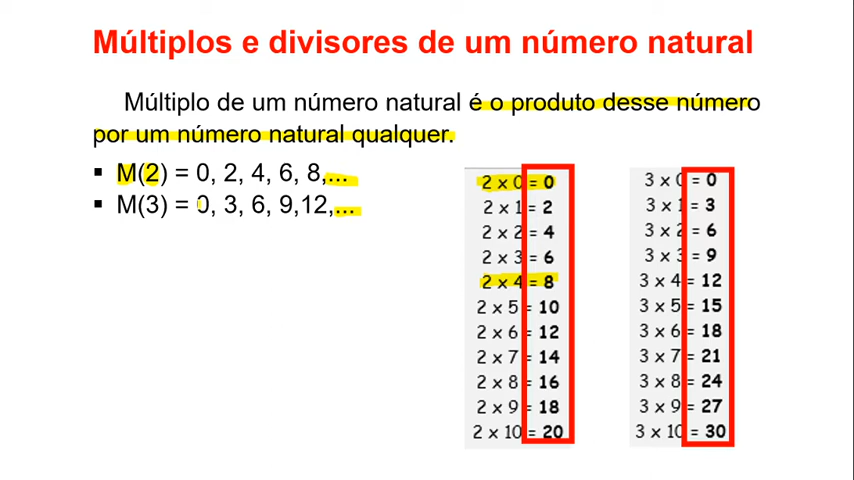 Múltiplos e divisores de um número natural
Múltiplo de um número natural é o produto desse número
por um número natural qualquer.
▪ M(2) = 0, 2, 4, 6, 8,...
▪ M(3) = 0, 3, 6, 9,12,...
2 x 0 = 0
2 x 1 = 2
2 x 2 = 4
2 x 3 = 6
2 x 4 = 8
2 x 5 = 10
2 x 6 = 12
2 x 7 = 14
2 x 8 = 16
2 x 9 = 18
2 x 10 = 20
3 x 0 = 0
3 x 1 = 3
3 x 2 = 6
3 x 3 = 9
3 x 4 = 12
3 x 5 = 15
3 x 6 = 18
3 x 7 = 21
3 x 8 = 24
3 x 9 = 27
3 x 10 = 30